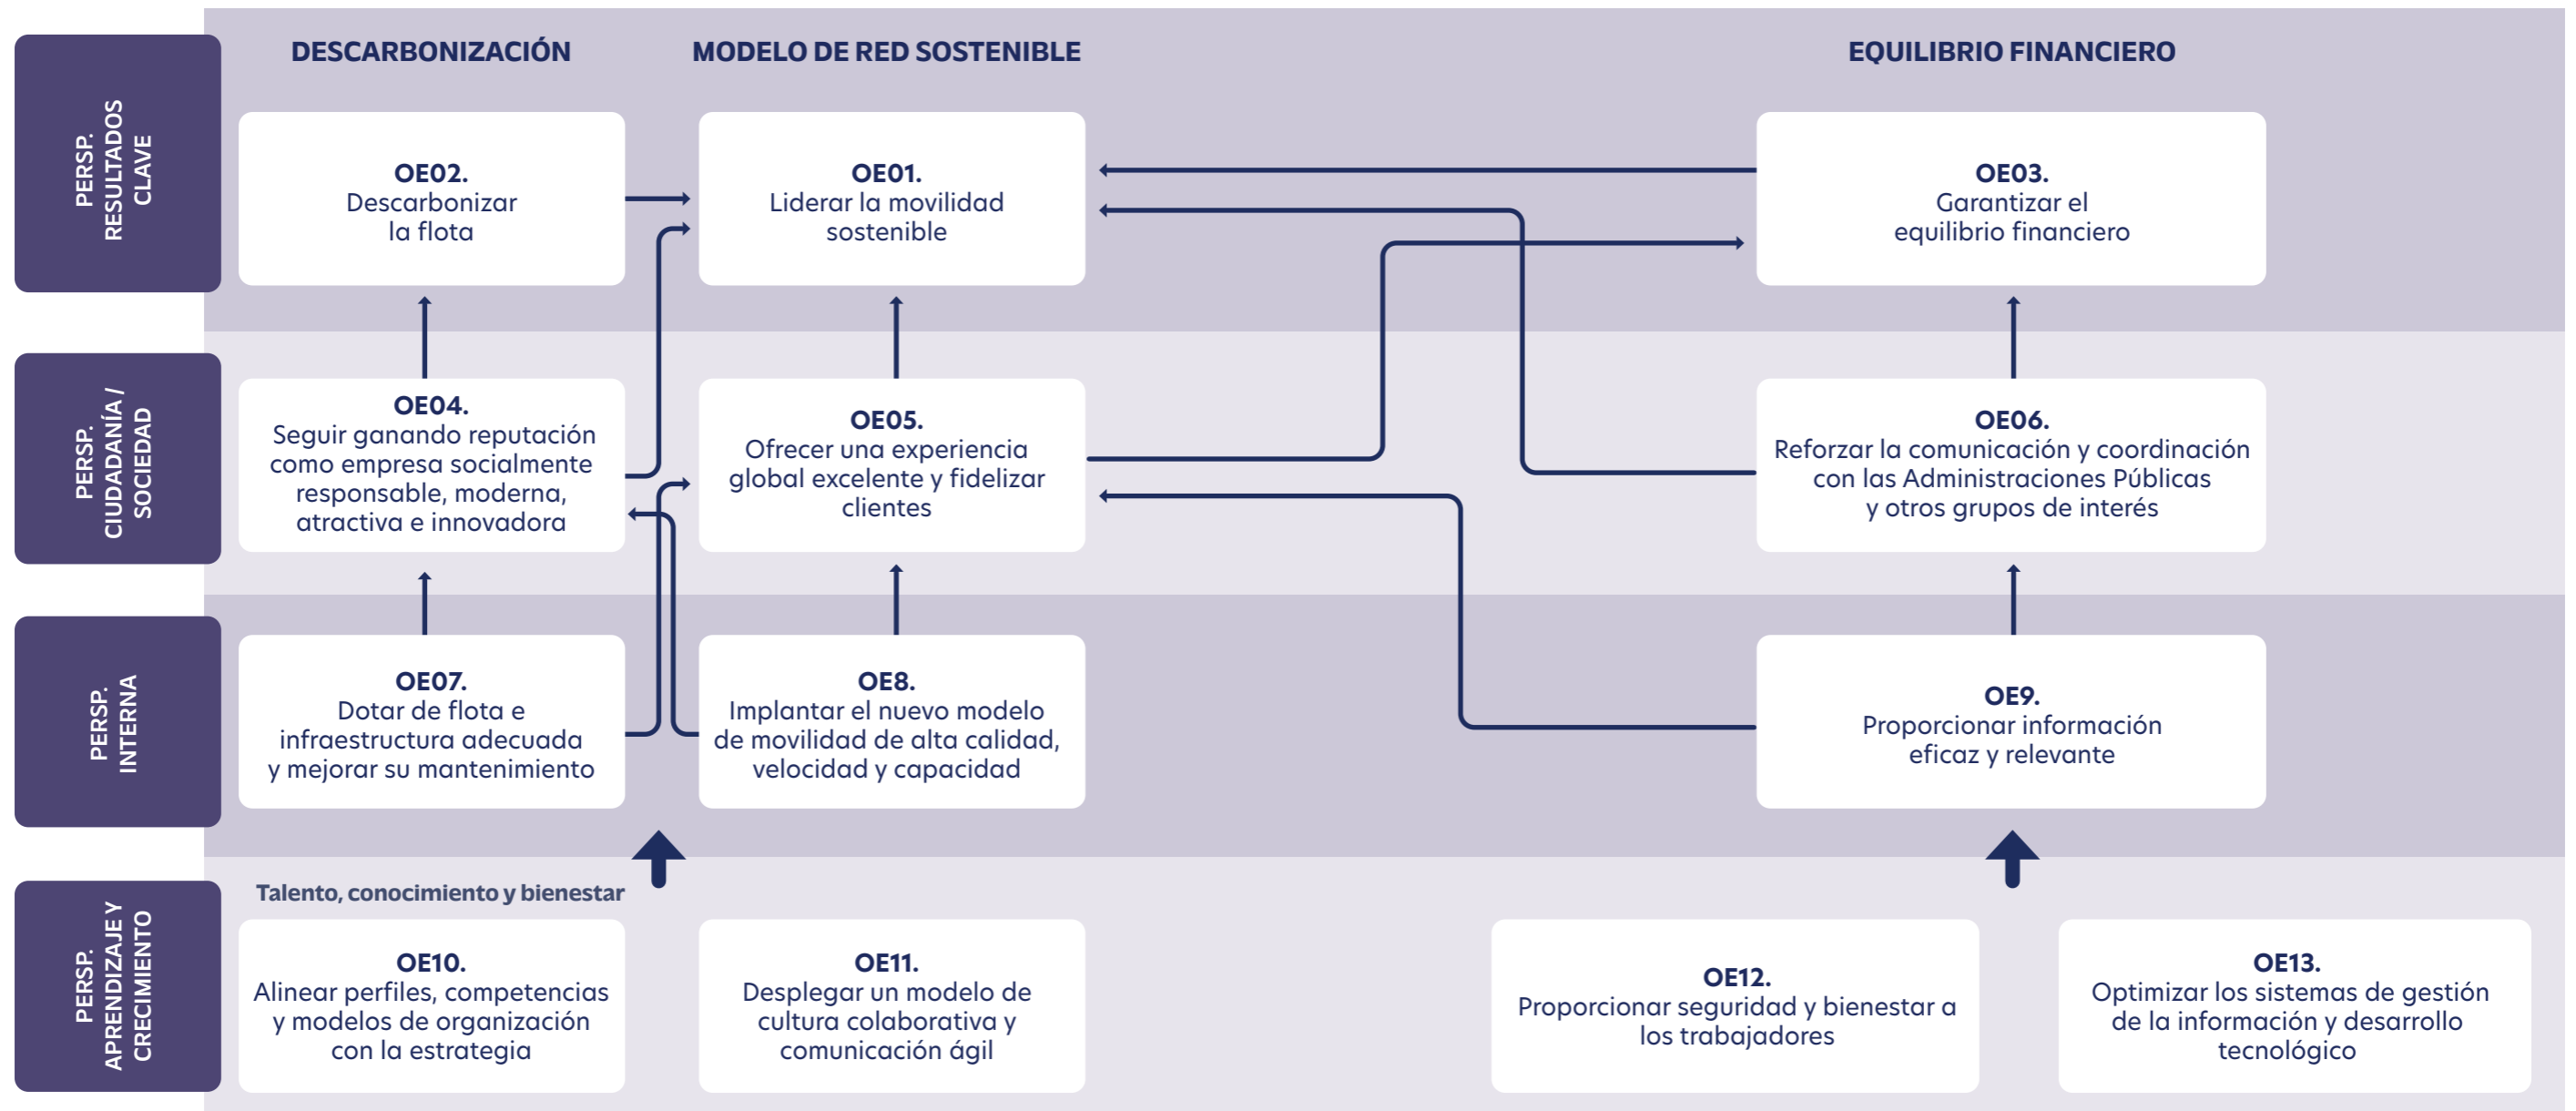 DESCARBONIZACIÓN
MODELO DE RED SOSTENIBLE
EQUILIBRIO FINANCIERO
PERSP.
RESULTADOS
CLAVE
OE02.
Descarbonizar
la flota
OE01.
Liderar la movilidad
sostenible
OE03.
Garantizar el
equilibrio financiero
PERSP.
CIUDADANÍA /
SOCIEDAD
OE04.
Seguir ganando reputación
como empresa socialmente
responsable, moderna,
atractiva e innovadora
OE05.
Ofrecer una experiencia
global excelente y fidelizar
clientes
OE06.
Reforzar la comunicación y coordinación
con las Administraciones Públicas
y otros grupos de interés
PERSP.
INTERNA
OE07.
Dotar de flota e
infraestructura adecuada
y mejorar su mantenimiento
OE8.
Implantar el nuevo modelo
de movilidad de alta calidad,
velocidad y capacidad
OE9.
Proporcionar información
eficaz y relevante
PERSP.
APRENDIZAJE Y
CRECIMIENTO
Talento, conocimiento y bienestar
OE10.
Alinear perfiles, competencias
y modelos de organización
con la estrategia
OE11.
Desplegar un modelo de
cultura colaborativa y
comunicación ágil
OE12.
Proporcionar seguridad y bienestar a
los trabajadores
OE13.
Optimizar los sistemas de gestión
de la información y desarrollo
tecnológico